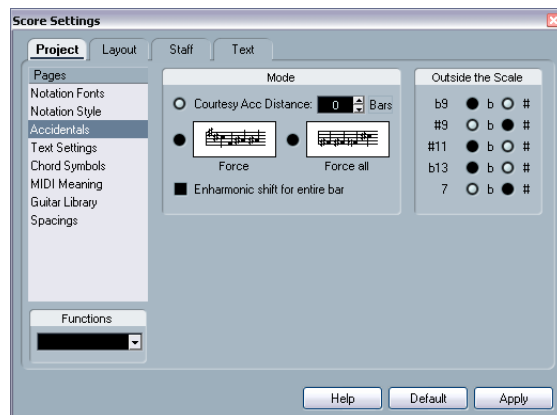 Score Settings
Project Layout Staff Text
Pages
Notation Fonts
Notation Style
Accidentals
Text Settings
Chord Symbols
MIDI Meaning
Guitar Library
Spacings
Functions
Mode
Courtesy Acc Distance: 0 Bars
Force Force all
Enharmonic shift for entire bar
Outside the Scale
b9 b #
#9 b #
#11 b #
b13 b #
7 b #
Help Default Apply